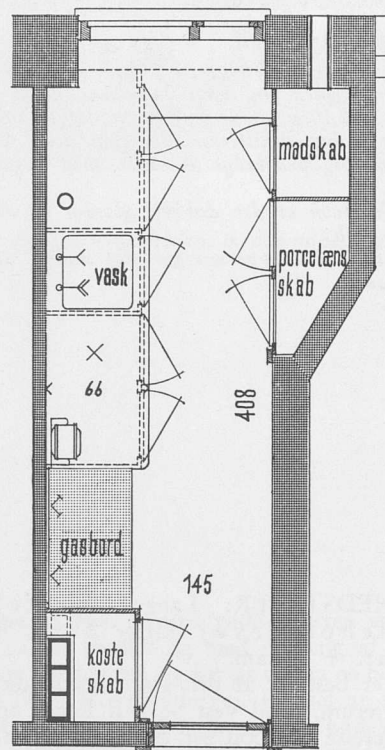 madskab
porcelæns
skab
vask
66
408
gasbord
145
koste
skab